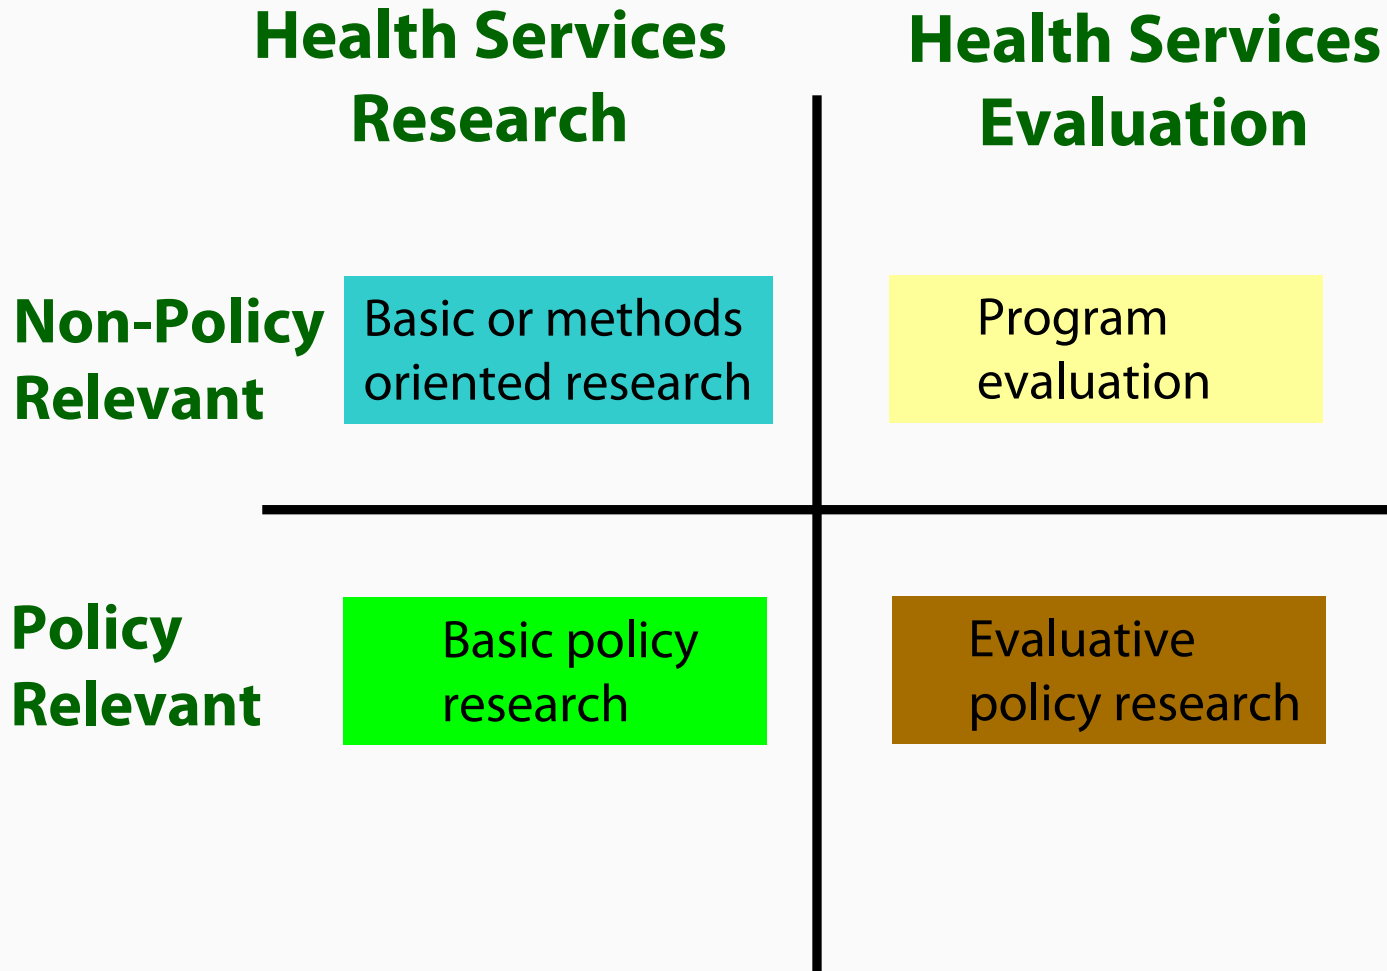 Health Services
Research
Health Services
Evaluation
Non-Policy
Relevant
Basic or methods
oriented research
Program
evaluation
Policy
Relevant
Basic policy
research
Evaluative
policy research